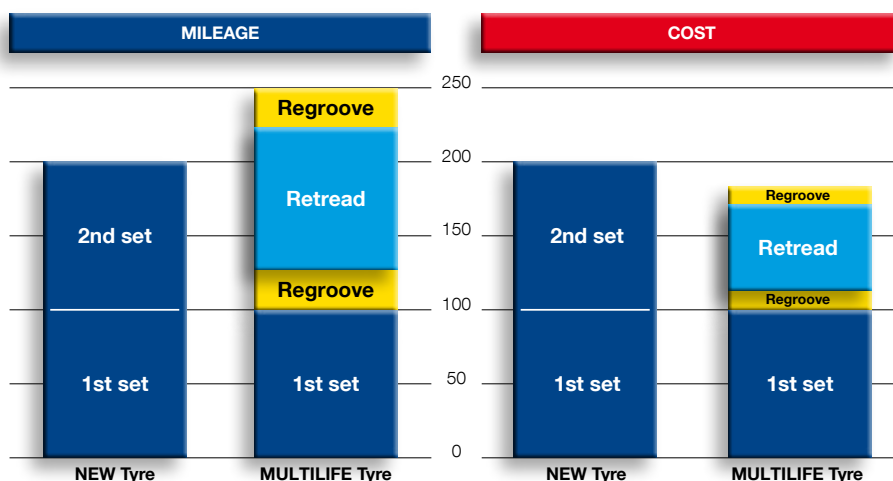 MILEAGE
COST
250
200
150
100
50
0
Regroove
Retread
Regroove
1st set
2nd set
1st set
NEW Tyre
MULTILIFE Tyre
2nd set
1st set
Regroove
Retread
Regroove
1st set
NEW Tyre
MULTILIFE Tyre